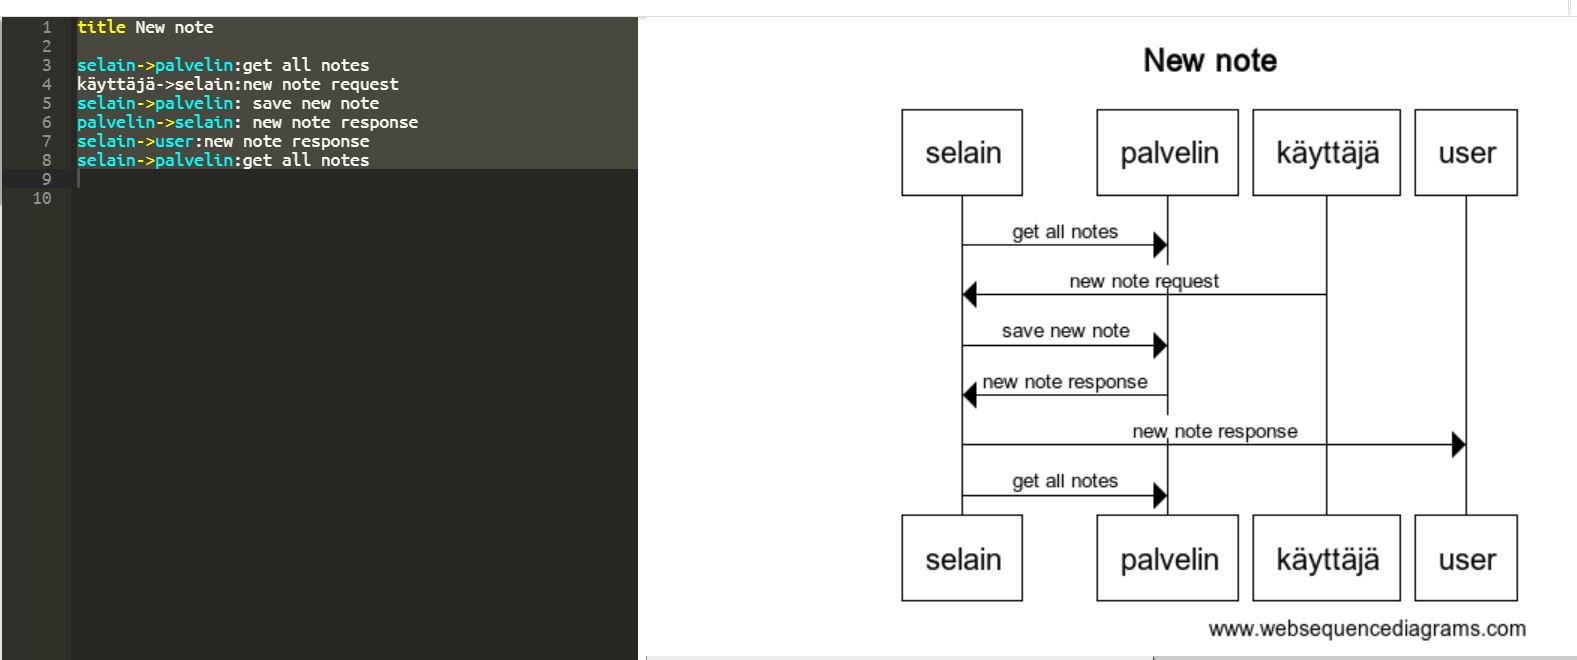 1 title New note
2
3 selain->palvelin:get all notes
4 käyttäjä->selain:new note request
5 selain->palvelin: save new note
6 palvelin->selain: new note response
7 selain->user:new note response
8 selain->palvelin:get all notes
9
10
New note
selain palvelin käyttäjä user
get all notes
new note request
save new note
new note response
new note response
get all notes
selain palvelin käyttäjä user
www.websequencediagrams.com